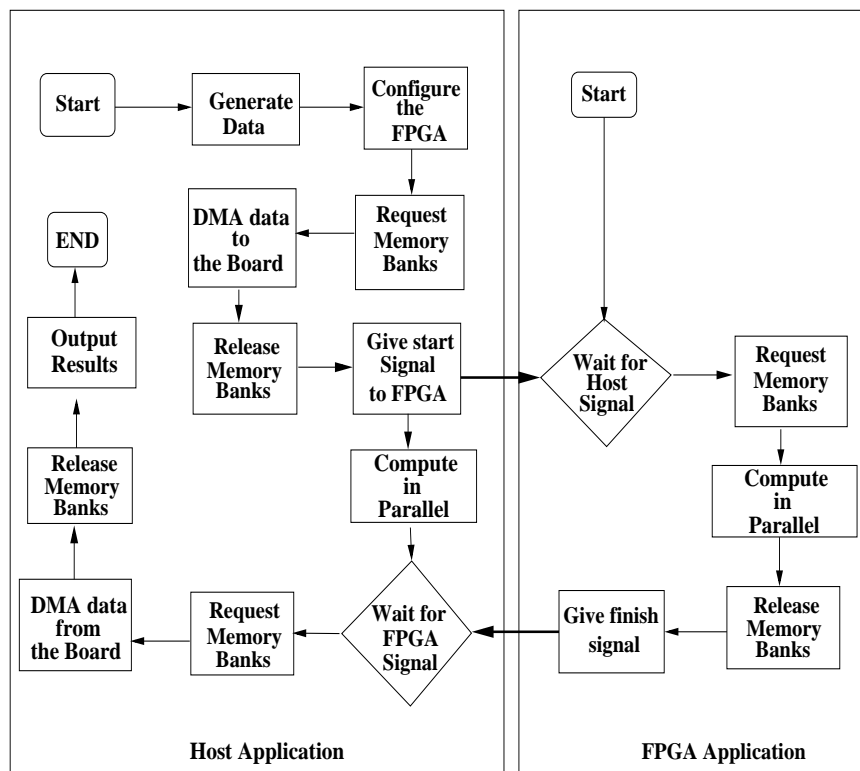 Start
Generate
Data
Configure
the
FPGA
Request
Memory
Banks
DMA data
to
the Board
Release
Memory
Banks
Give start
Signal
to FPGA
Compute
in
Parallel
Wait for
FPGA
Signal
Request
Memory
Banks
DMA data
from
the Board
Release
Memory
Banks
Output
Results
END
Host Application
Start
Wait for
Host
Signal
Request
Memory
Banks
Compute
in
Parallel
Release
Memory
Banks
Give finish
signal
FPGA Application